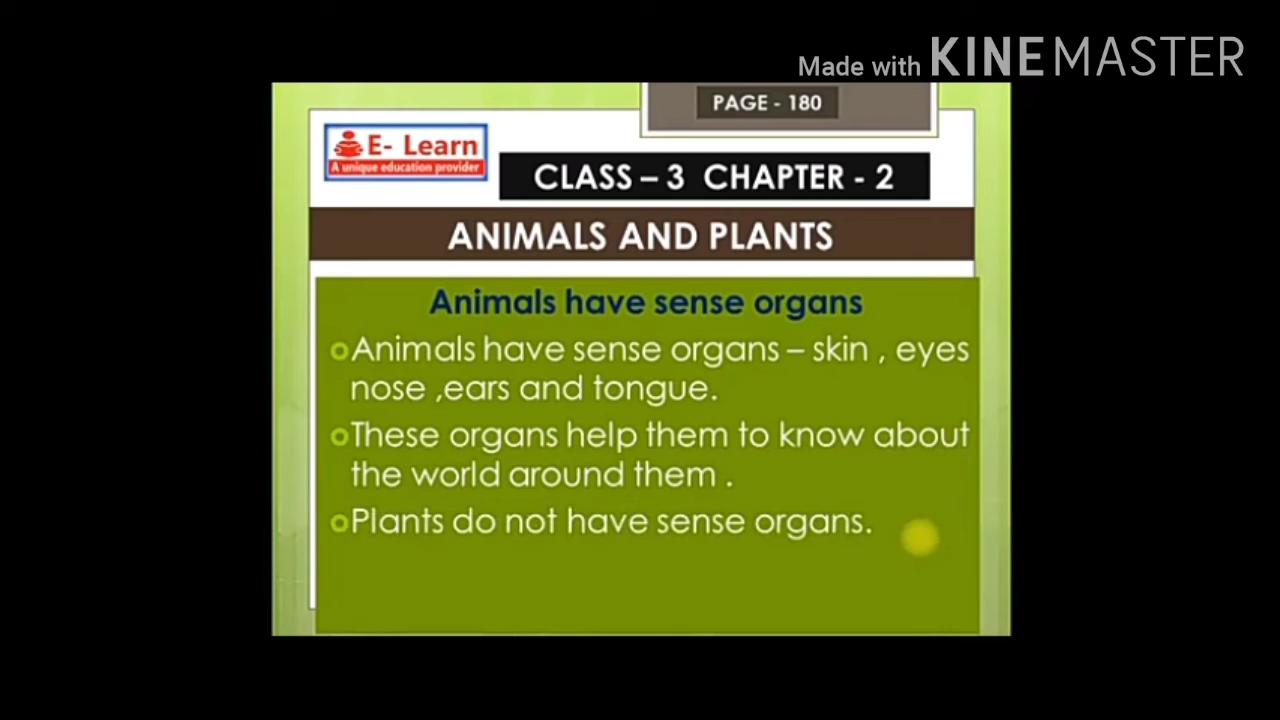 Made with KINEMASTER
PAGE - 180
E- Learn
A unique education provider
CLASS – 3 CHAPTER - 2
ANIMALS AND PLANTS
Animals have sense organs
Animals have sense organs – skin , eyes
nose ,ears and tongue.
These organs help them to know about
the world around them .
Plants do not have sense organs.